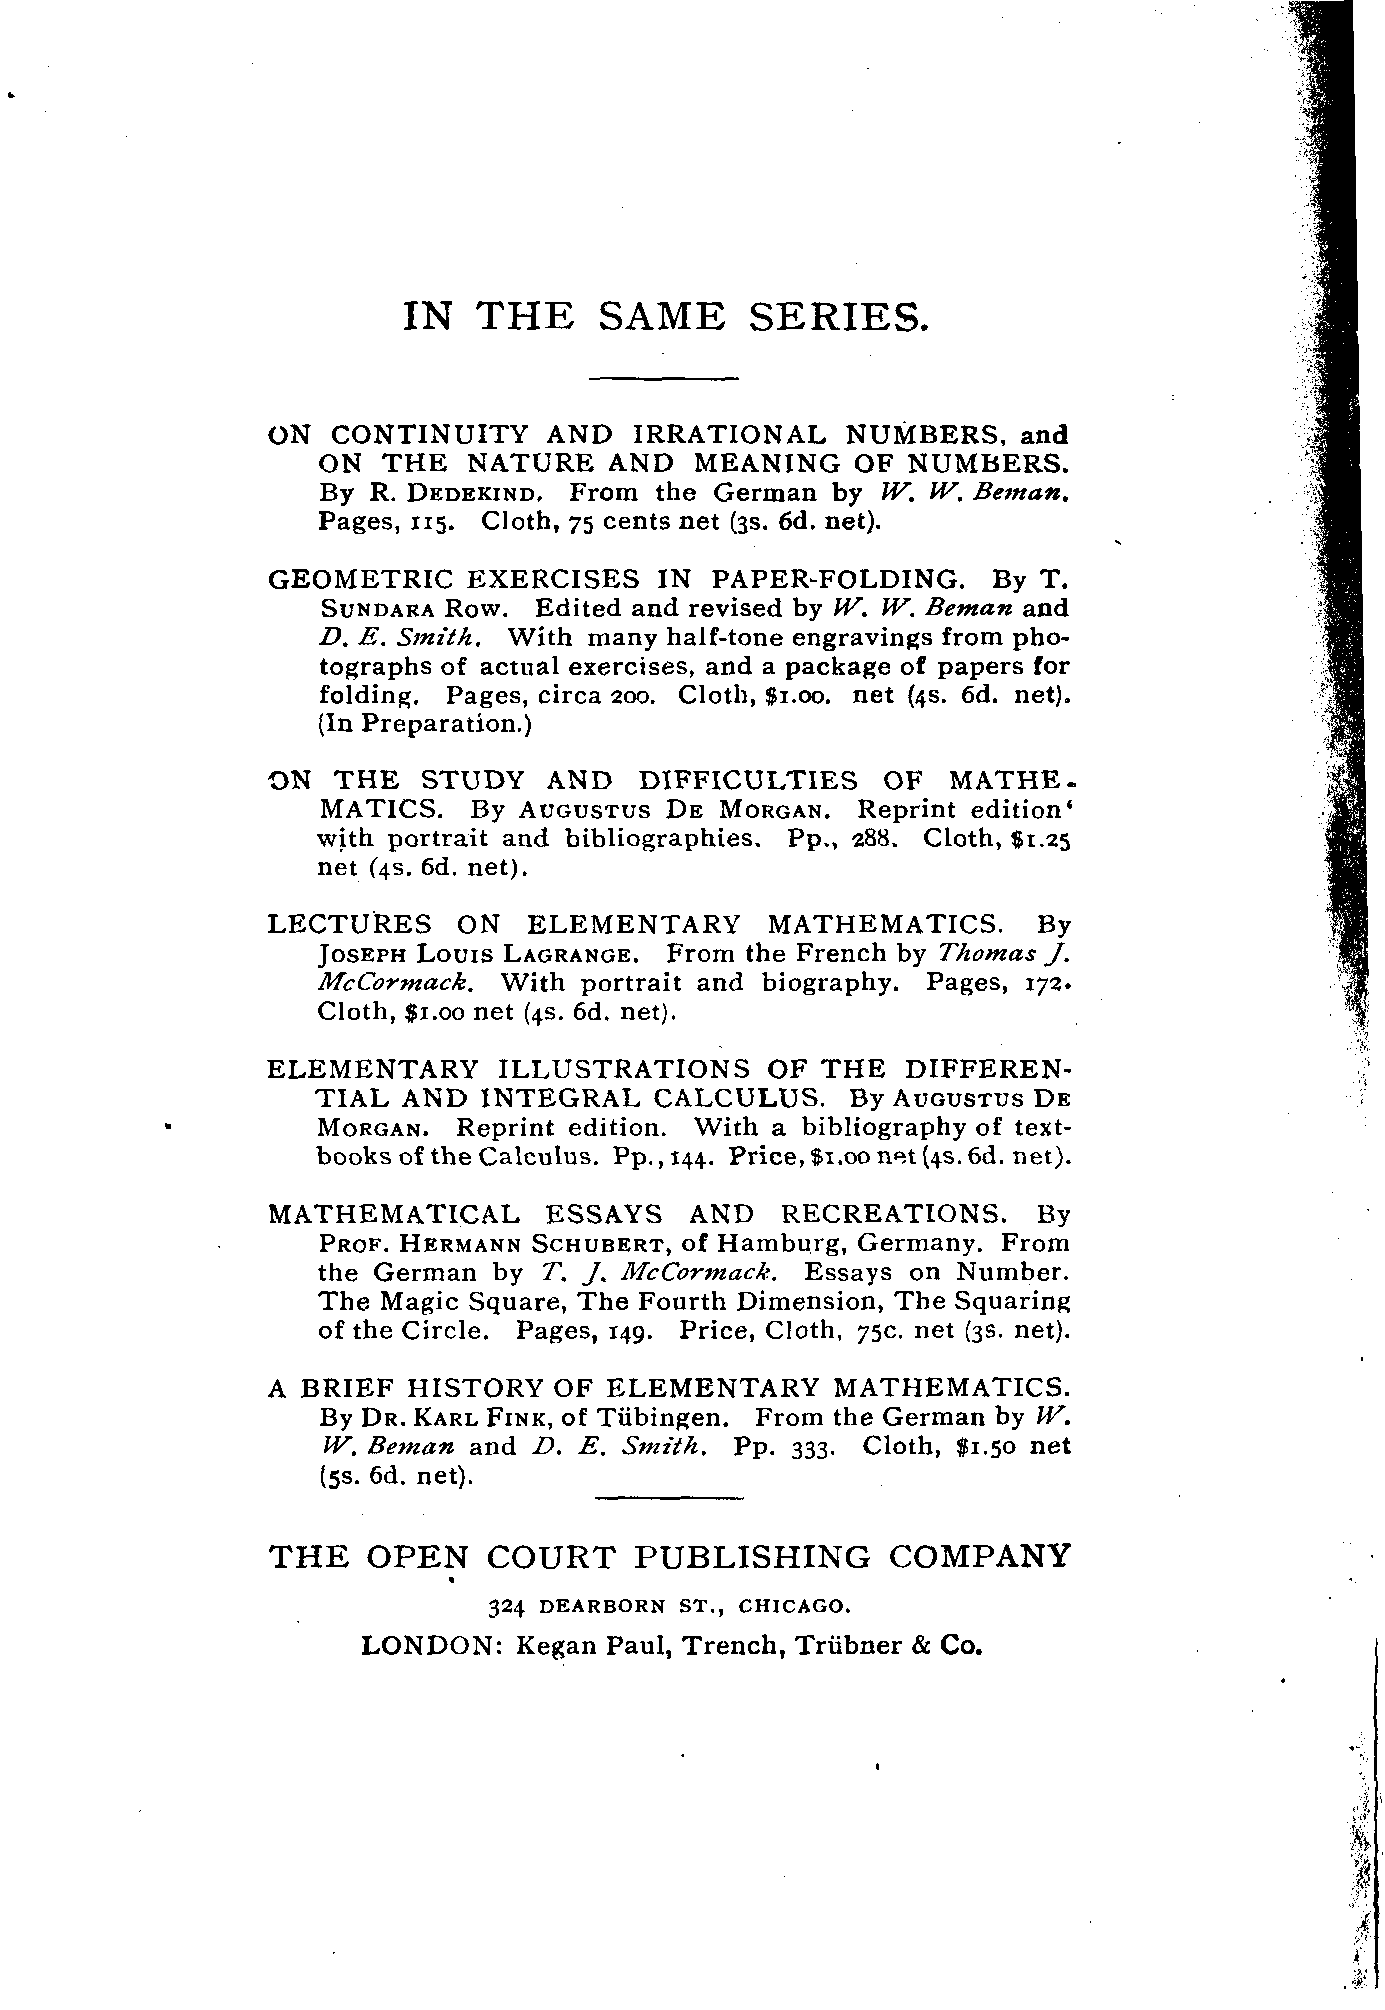 IN THE SAME SERIES.
ON CONTINUITY AND IRRATIONAL NUMBERS, and
ON THE NATURE AND MEANING OF NUMBERS.
By R. DEDEKIND. From the German by W. W. Beman.
Pages, 115. Cloth, 75 cents net (3s. 6d. net).
GEOMETRIC EXERCISES IN PAPER-FOLDING. By T.
SUNDARA ROW. Edited and revised by W. W. Beman and
D. E. Smith. With many half-tone engravings from pho-
tographs of actual exercises, and a package of papers for
folding. Pages, circa 200. Cloth, $1.00. net (4s. 6d. net).
(In Preparation.)
ON THE STUDY AND DIFFICULTIES OF MATHE-
MATICS. By AUGUSTUS DE MORGAN. Reprint edition
with portrait and bibliographies. Pp., 288. Cloth, $1.25
net (4s. 6d. net).
LECTURES ON ELEMENTARY MATHEMATICS. By
JOSEPH LOUIS LAGRANGE. From the French by Thomas J.
McCormack. With portrait and biography. Pages, 172.
Cloth, $1.00 net (4s. 6d. net).
ELEMENTARY ILLUSTRATIONS OF THE DIFFEREN-
TIAL AND INTEGRAL CALCULUS. By AUGUSTUS DE
MORGAN. Reprint edition. With a bibliography of text-
books of the Calculus. Pp., 144. Price, $1.00 net (4s. 6d. net).
MATHEMATICAL ESSAYS AND RECREATIONS. By
PROF. HERMANN SCHUBERT, of Hamburg, Germany. From
the German by T. J. McCormack. Essays on Number.
The Magic Square, The Fourth Dimension, The Squaring
of the Circle. Pages, 149. Price, Cloth, 75c. net (3s. net).
A BRIEF HISTORY OF ELEMENTARY MATHEMATICS.
By DR. KARL FINK, of Tübingen. From the German by W.
W. Beman and D. E. Smith. Pp. 333. Cloth, $1.50 net
(5s. 6d. net).
THE OPEN COURT PUBLISHING COMPANY
324 DEARBORN ST., CHICAGO.
LONDON: Kegan Paul, Trench, Trübner & Co.